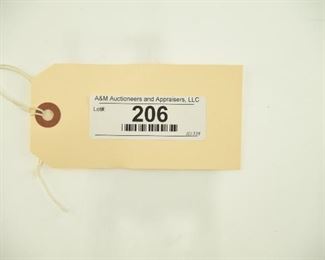 A&M Auctioneers and Appraisers, LLC
Lot#:
206